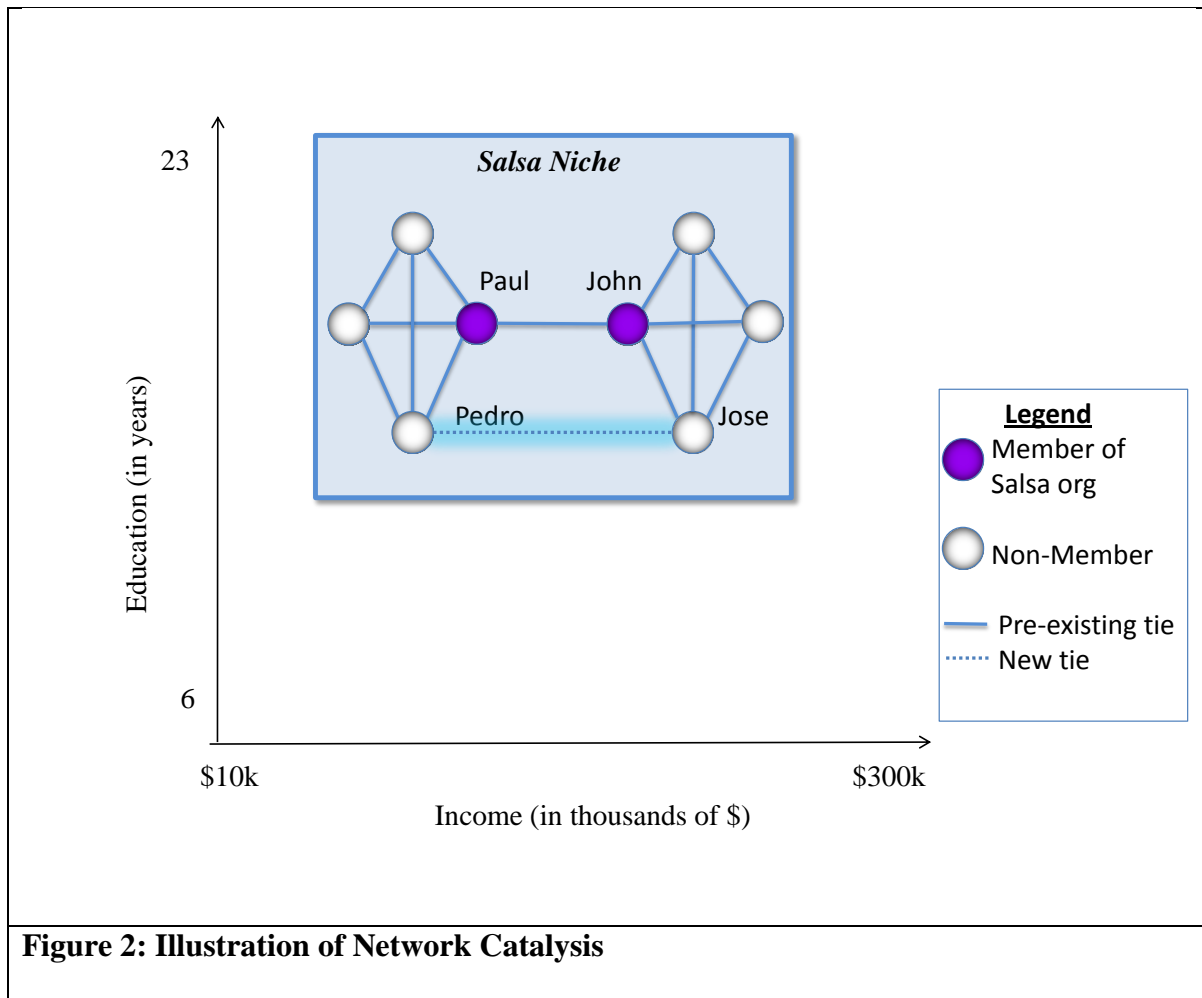 23
Salsa Niche
Paul
John
Pedro
Jose
Education (in years)
6
$10k
$300k
Income (in thousands of $)
Legend
Member of
Salsa org
Non-Member
Pre-existing tie
New tie
Figure 2: Illustration of Network Catalysis